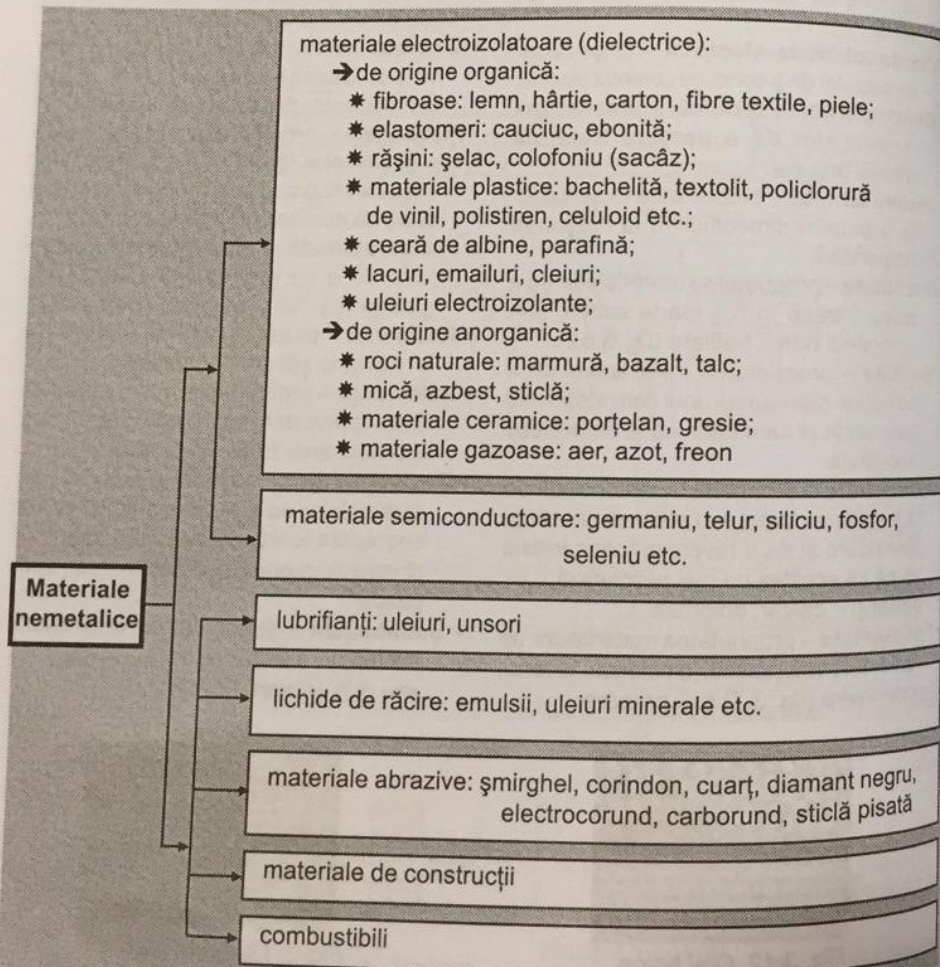 materiale electroizolatoare (dielectrice):
➔de origine organică:
✷ fibroase: lemn, hârtie, carton, fibre textile, piele;
✷ elastomeri: cauciuc, ebonită;
✷ răşini: şelac, colofoniu (sacâz);
✷ materiale plastice: bachelită, textolit, policlorură
de vinil, polistiren, celuloid etc.;
✷ ceară de albine, parafină;
✷ lacuri, emailuri, cleiuri;
✷ uleiuri electroizolante;
➔de origine anorganică:
✷ roci naturale: marmură, bazalt, talc;
✷ mică, azbest, sticlă;
✷ materiale ceramice: porţelan, gresie;
✷ materiale gazoase: aer, azot, freon
materiale semiconductoare: germaniu, telur, siliciu, fosfor,
seleniu etc.
Materiale
nemetalice
lubrifianţi: uleiuri, unsori
lichide de răcire: emulsii, uleiuri minerale etc.
materiale abrazive: şmirghel, corindon, cuarţ, diamant negru,
electrocorund, carborund, sticlă pisată
materiale de construcţii
combustibili